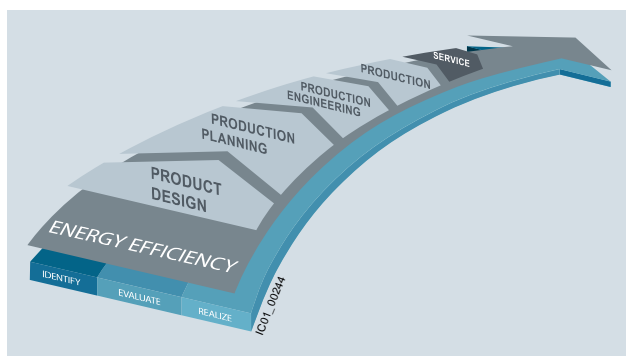 SERVICE
PRODUCTION
PRODUCTION
ENGINEERING
PRODUCTION
PLANNING
PRODUCT
DESIGN
ENERGY EFFICIENCY
IDENTIFY
EVALUATE
REALIZE
IC01_00244